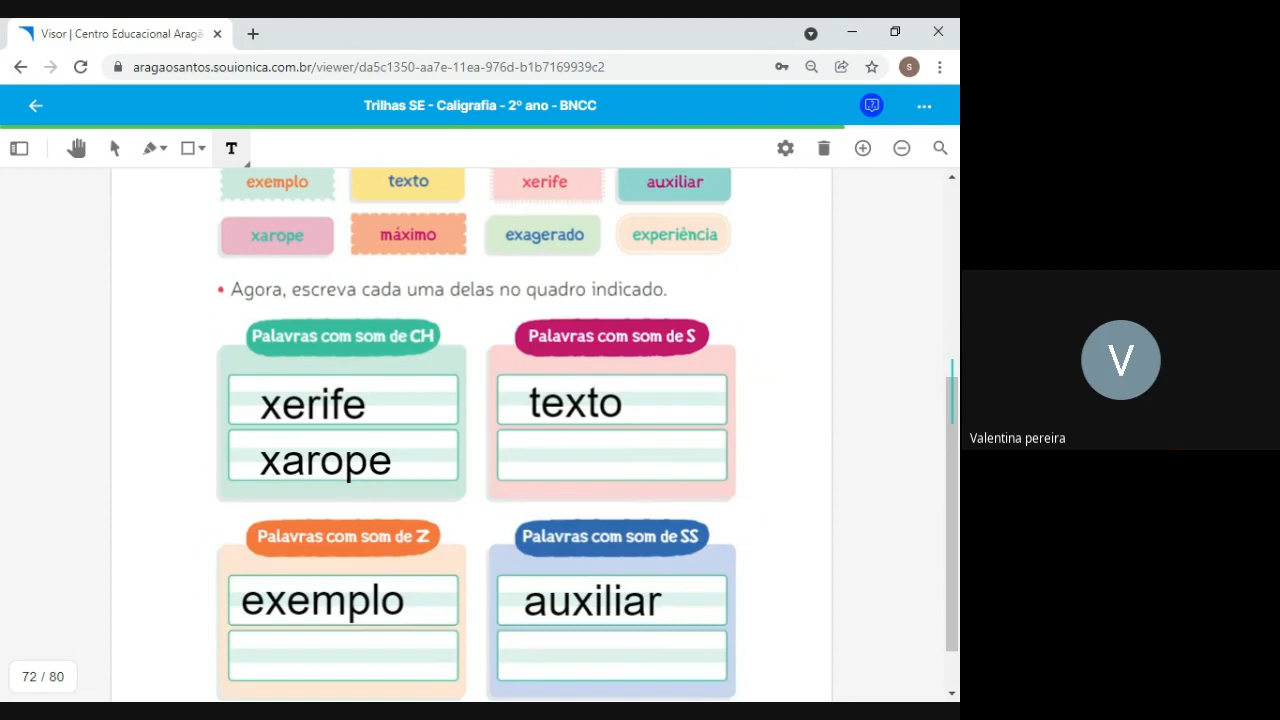 Visor | Centro Educacional Aragã
aragaosantos.souionica.com.br/viewer/da5c1350-aa7e-11ea-976d-b1b7169939c2
s
Trilhas SE - Caligrafia - 2º ano - BNCC
T
exemplo texto xerife auxiliar
xarope máximo exagerado experiência
• Agora, escreva cada uma delas no quadro indicado.
Palavras com som de CH Palavras com som de S
xerife texto
xarope
Palavras com som de Z Palavras com som de SS
exemplo auxiliar
72 / 80
V
Valentina pereira